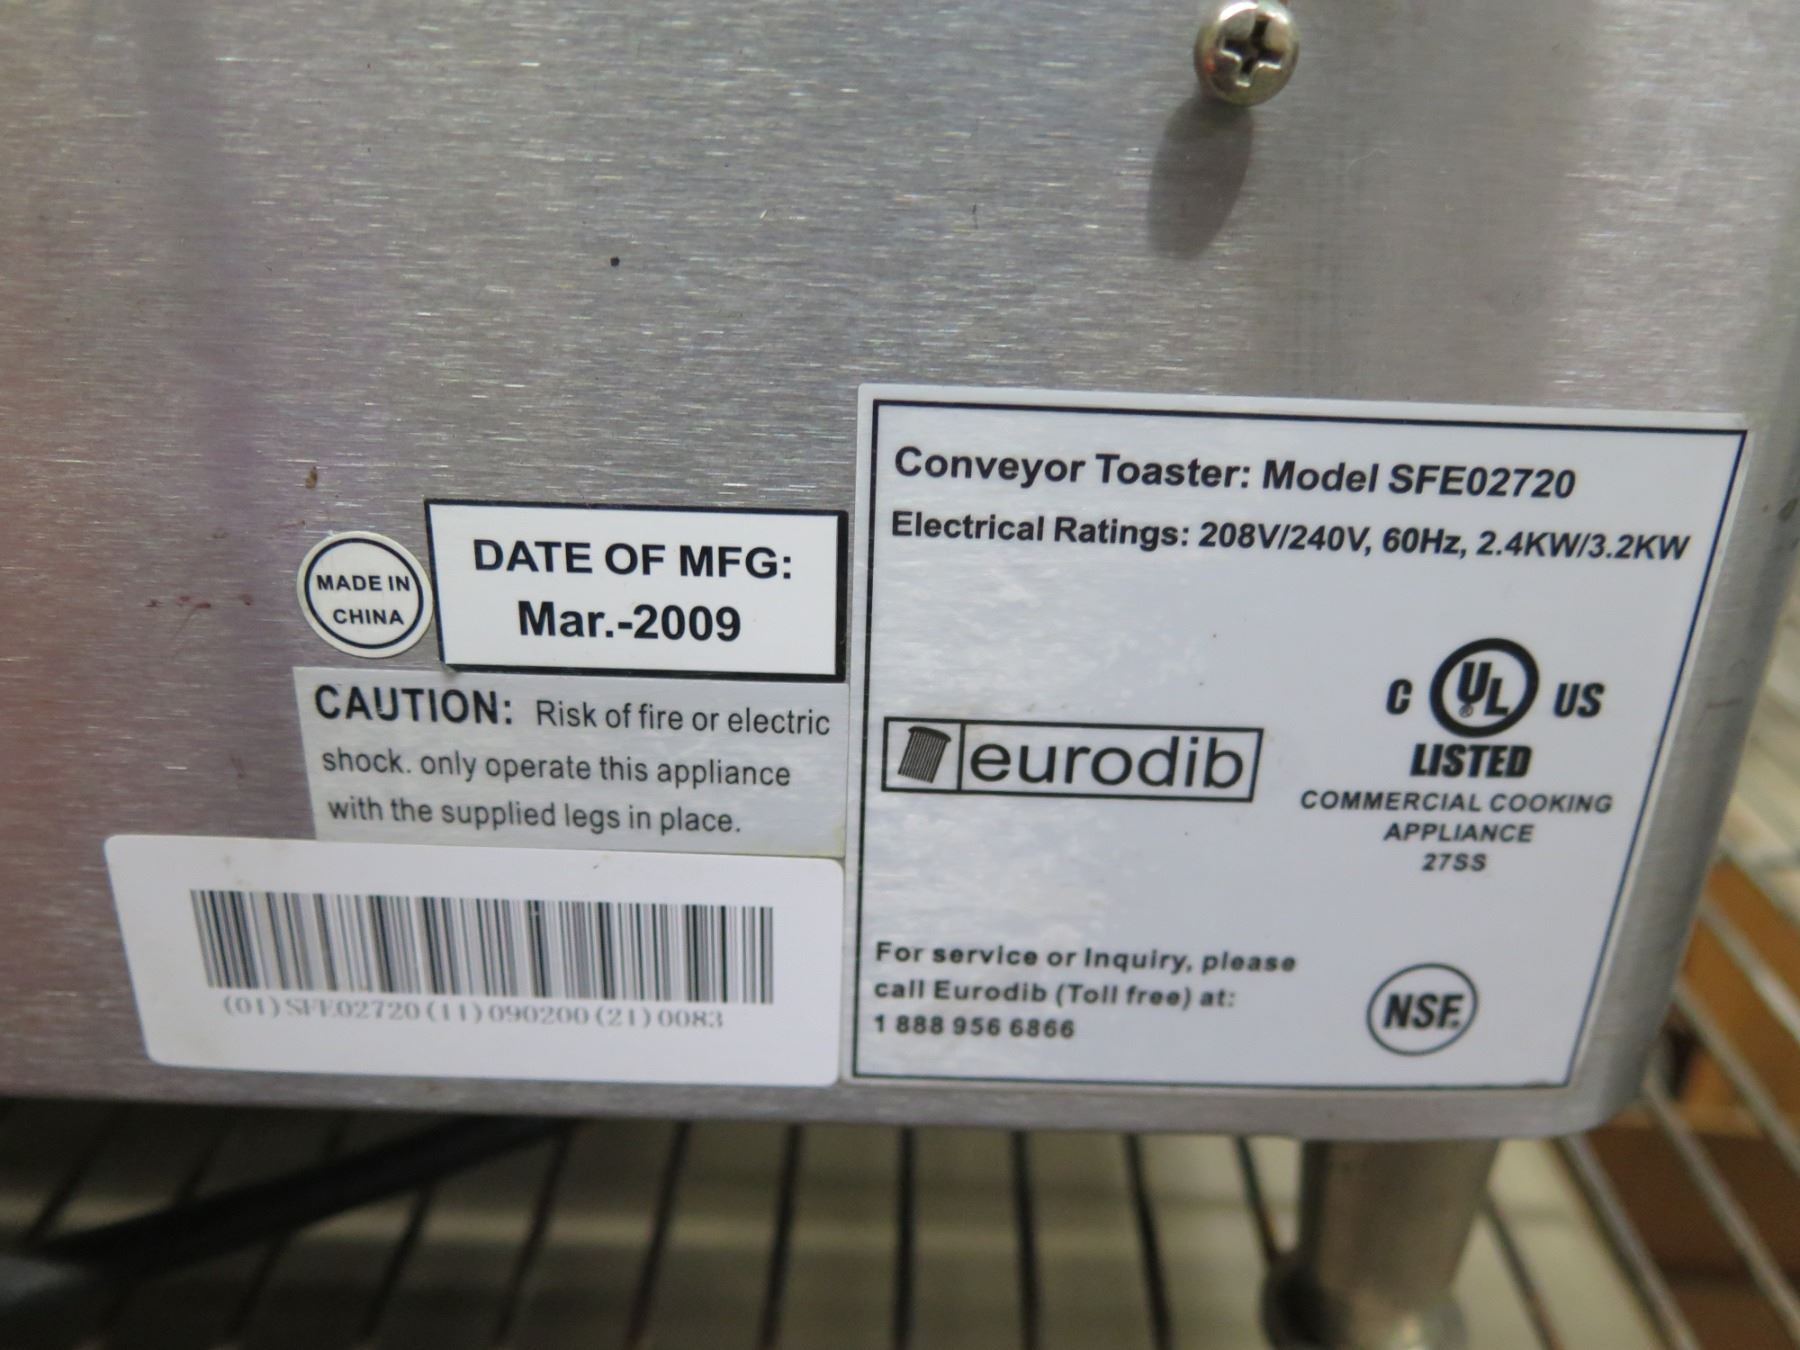 Conveyor Toaster: Model SFE02720
Electrical Ratings: 208V/240V, 60Hz, 2.4KW/3.2KW
MADE IN
CHINA
DATE OF MFG:
Mar.-2009
CAUTION: Risk of fire or electric
shock. only operate this appliance
with the supplied legs in place.
(01)SFE02720(11)090200(21)0083
eurodib
C UL® US
LISTED
COMMERCIAL COOKING
APPLIANCE
27SS
For service or Inquiry, please
call Eurodib (Toll free) at:
1 888 956 6866
NSF®